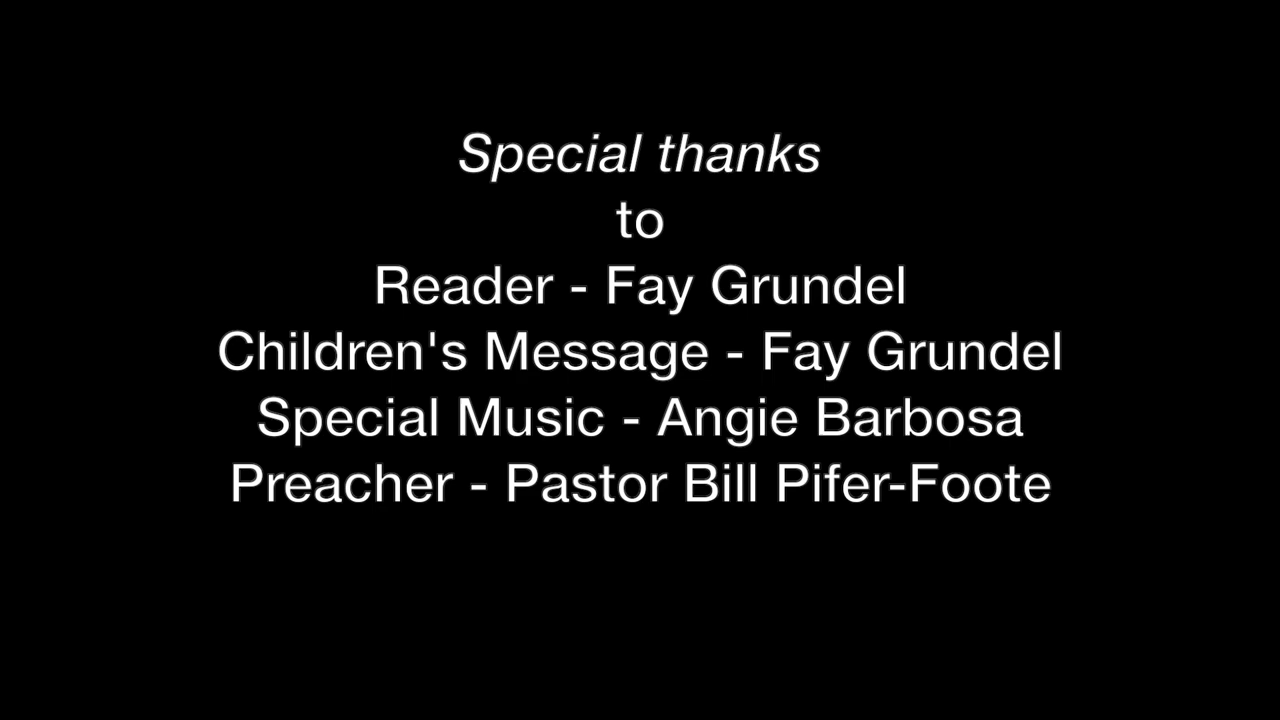 Special thanks
to
Reader - Fay Grundel
Children's Message - Fay Grundel
Special Music - Angie Barbosa
Preacher - Pastor Bill Pifer-Foote